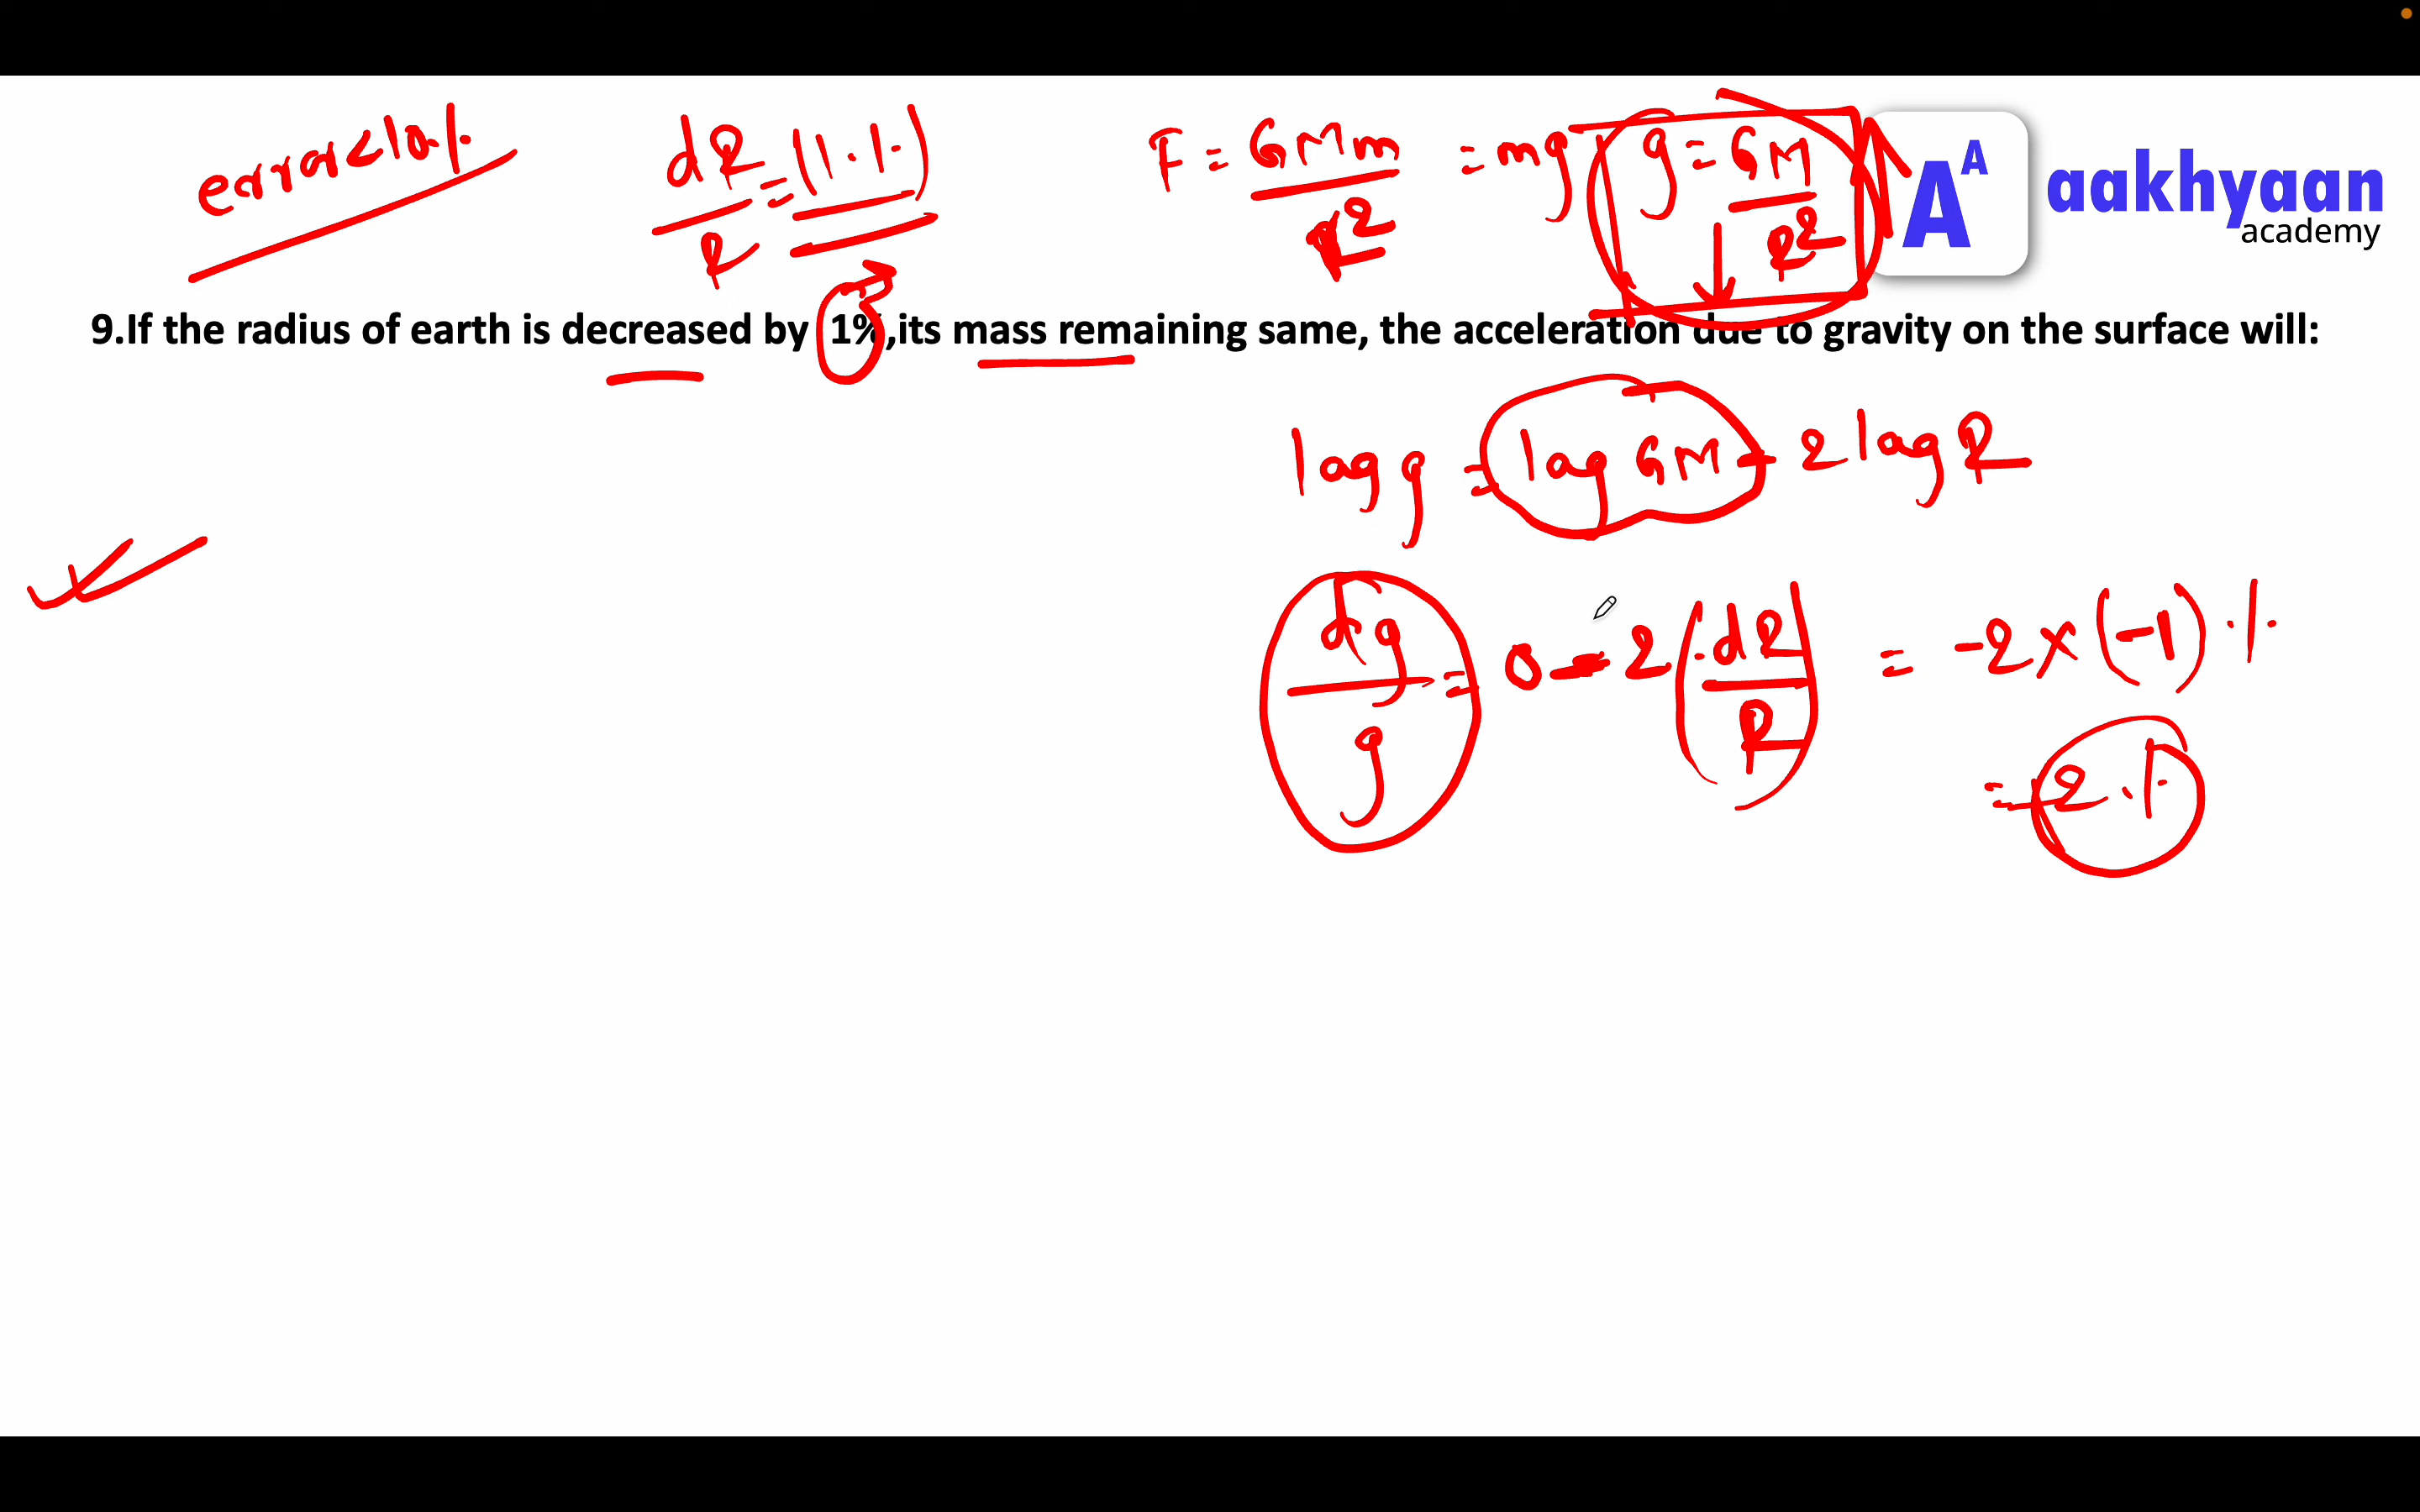 error < 10%
dR/R = (1%)
F = GMm/R² = mg
g = GM/R²
A A
aakhyaan
academy
9.If the radius of earth is decreased by 1%,its mass remaining same, the acceleration due to gravity on the surface will:
log g = log GM - 2 log R
dg/g = 0 - 2(dR/R) = -2 × (-1)%
= 2%